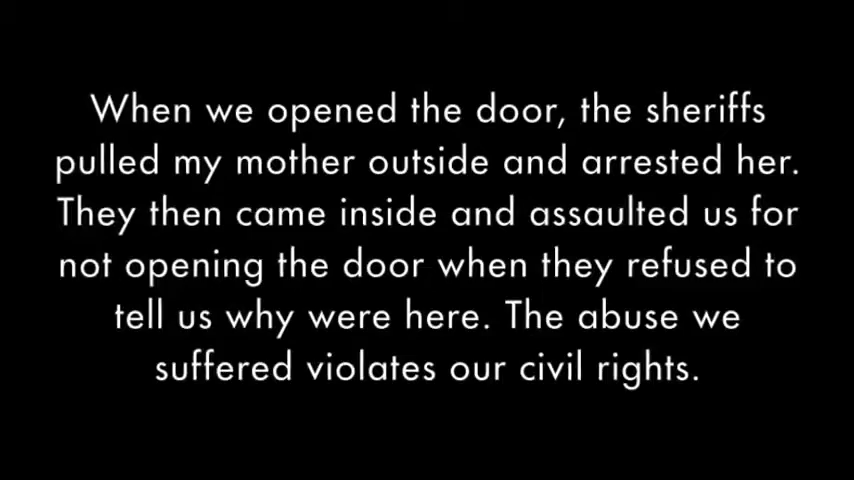 When we opened the door, the sheriffs
pulled my mother outside and arrested her.
They then came inside and assaulted us for
not opening the door when they refused to
tell us why were here. The abuse we
suffered violates our civil rights.